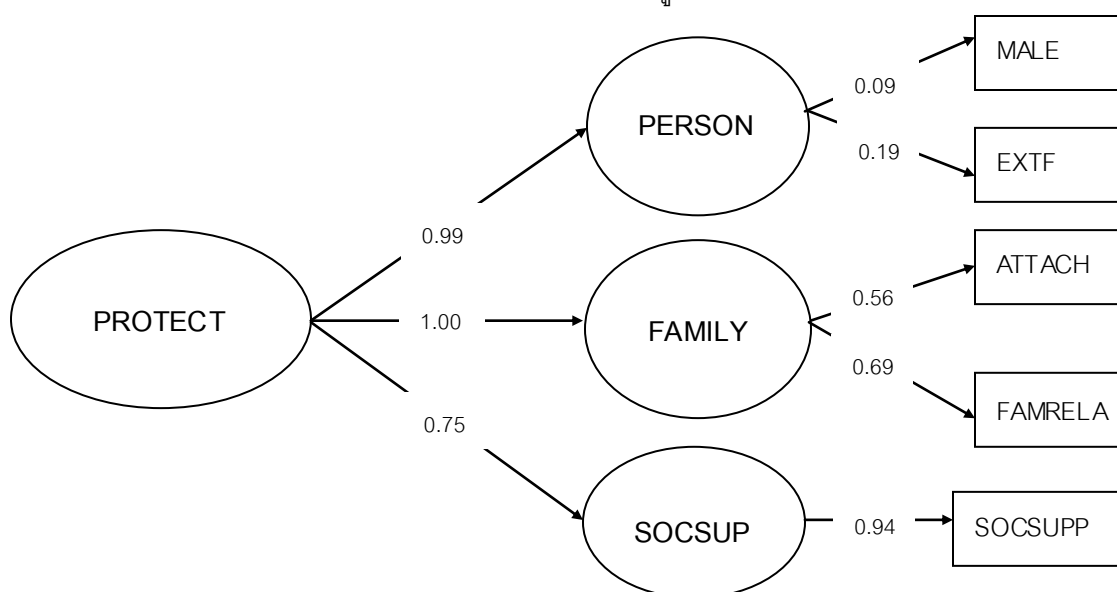 MALE
0.09
PERSON
0.19
EXTF
0.99
ATTACH
0.56
PROTECT
1.00
FAMILY
0.69
FAMRELA
0.75
SOCSUP
0.94
SOCSUPP